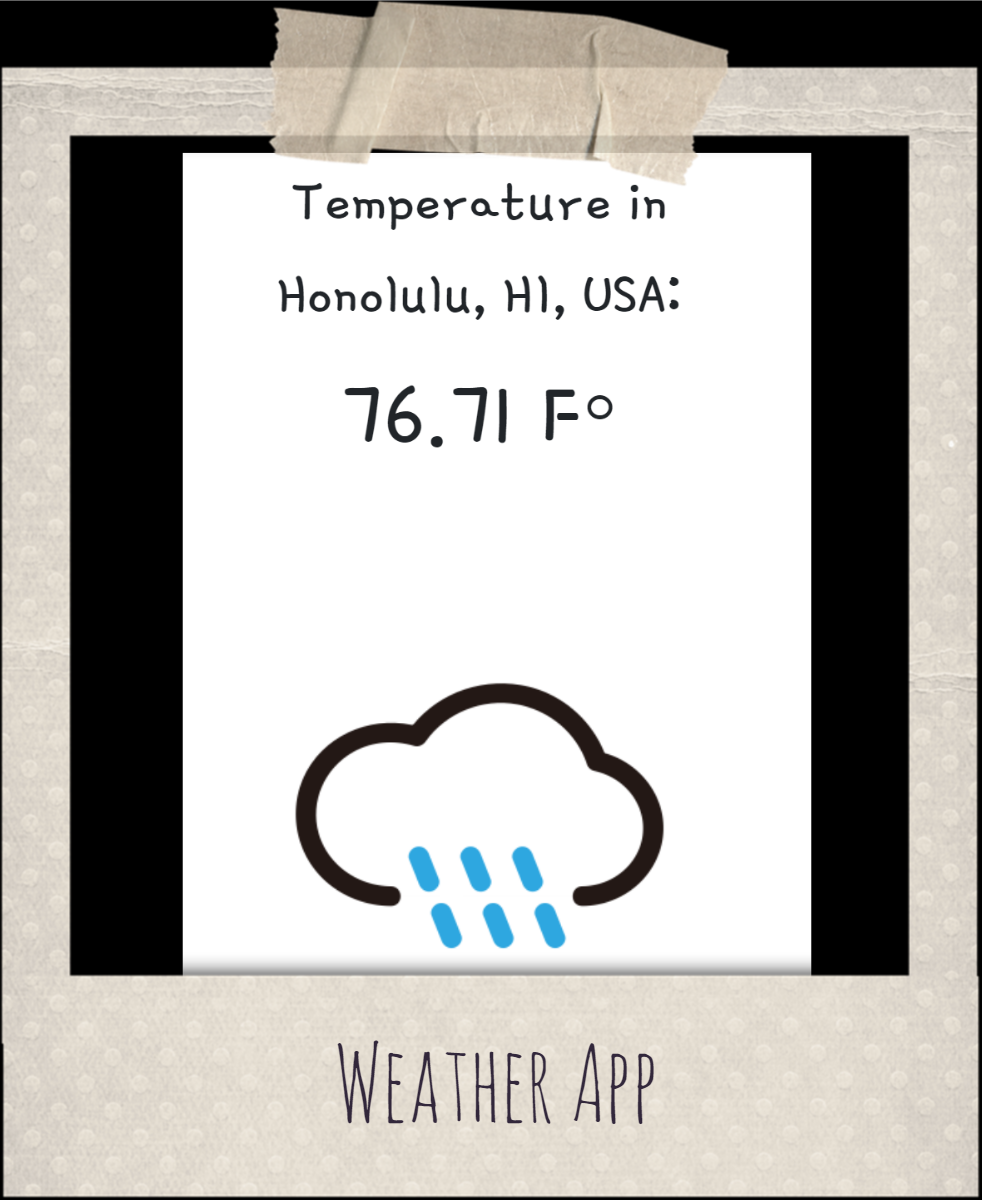 Temperature in
Honolulu, HI, USA:
76.71 F°
Weather App